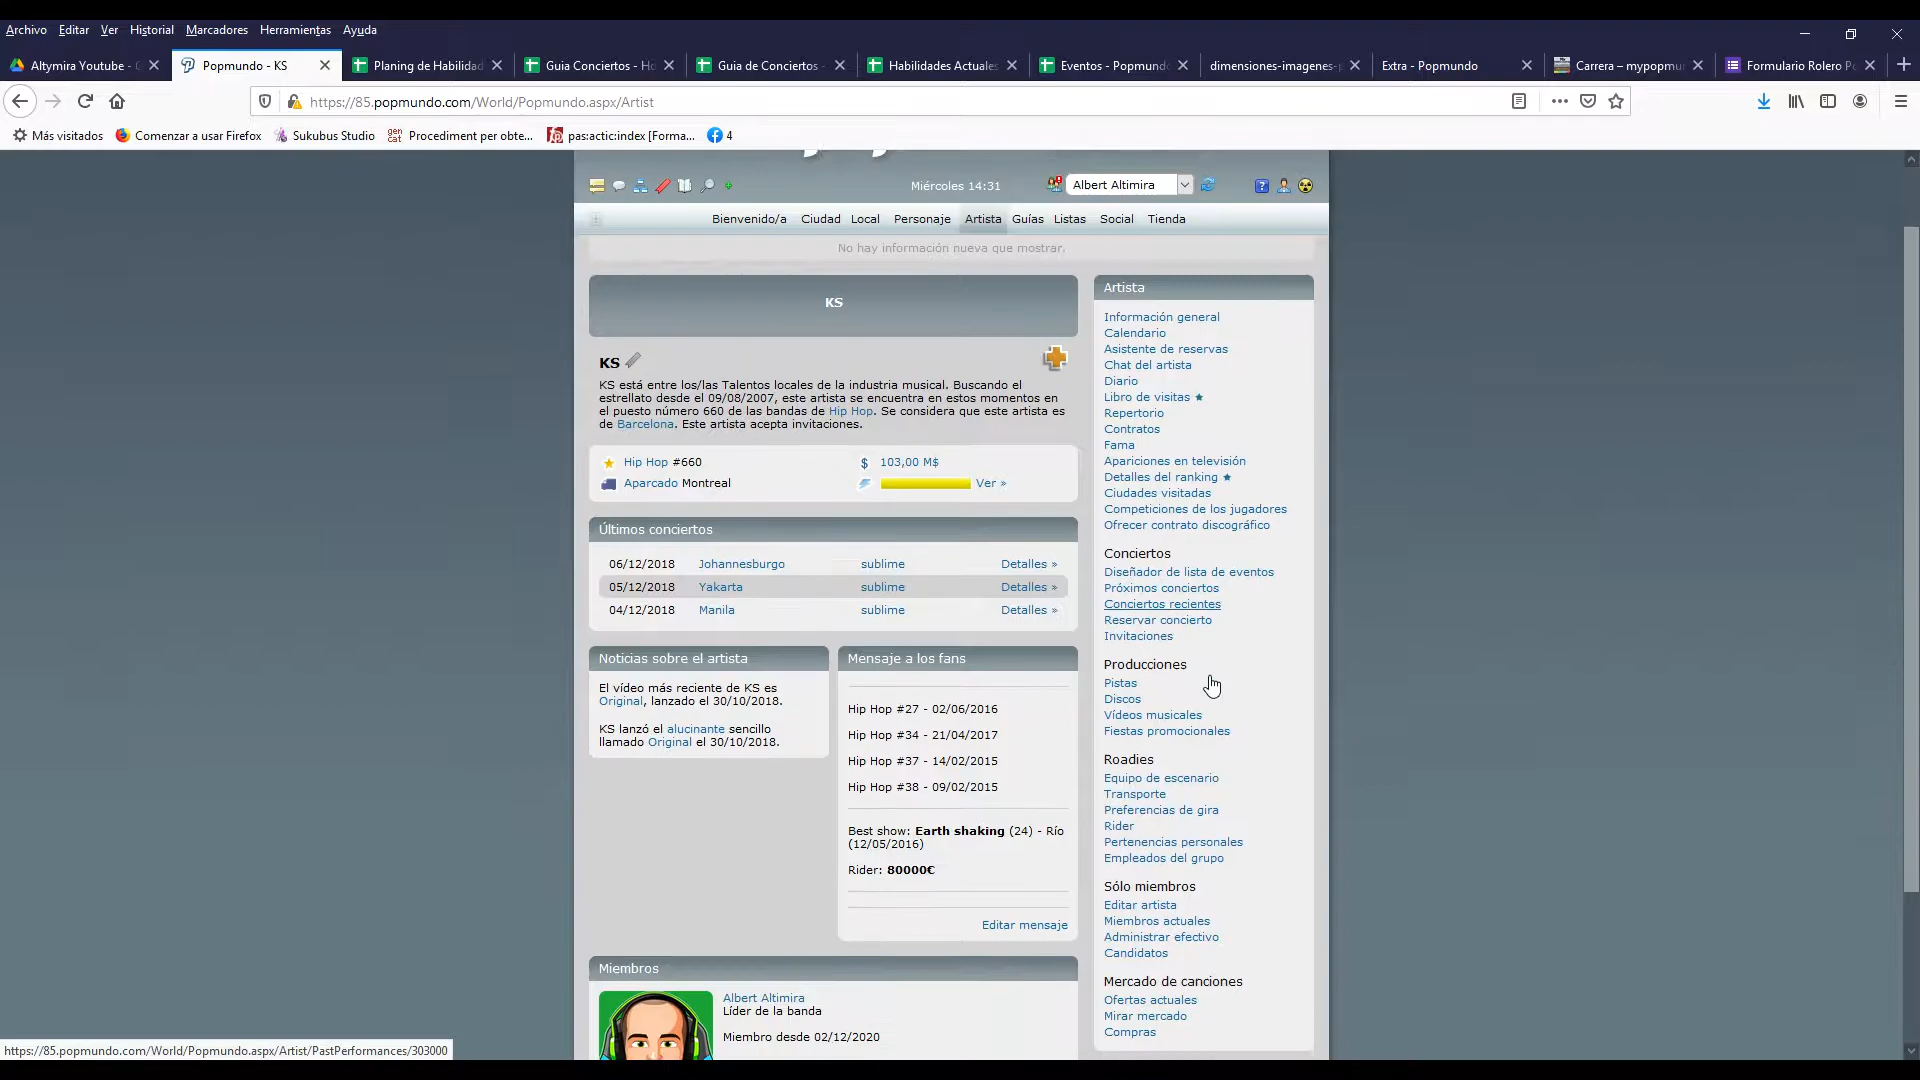 Archivo Editar Ver Historial Marcadores Herramientas Ayuda
Altymira Youtube - Popmundo - KS Planing de Habilidad Guia Conciertos - Ho Guia de Conciertos - Habilidades Actuales Eventos - Popmund dimensiones-imagenes- Extra - Popmundo Carrera – mypopmu Formulario Rolero P
https://85.popmundo.com/World/Popmundo.aspx/Artist
Más visitados Comenzar a usar Firefox Sukubus Studio gen cat Procediment per obte... pas:actic:index [Forma... 4
Miércoles 14:31 Albert Altimira
Bienvenido/a Ciudad Local Personaje Artista Guías Listas Social Tienda
No hay información nueva que mostrar.
KS
KS
KS está entre los/las Talentos locales de la industria musical. Buscando el
estrellato desde el 09/08/2007, este artista se encuentra en estos momentos en
el puesto número 660 de las bandas de Hip Hop. Se considera que este artista es
de Barcelona. Este artista acepta invitaciones.
Hip Hop #660 $ 103,00 M$
Aparcado Montreal Ver »
Últimos conciertos
06/12/2018 Johannesburgo sublime Detalles »
05/12/2018 Yakarta sublime Detalles »
04/12/2018 Manila sublime Detalles »
Noticias sobre el artista
El vídeo más reciente de KS es
Original, lanzado el 30/10/2018.
KS lanzó el alucinante sencillo
llamado Original el 30/10/2018.
Mensaje a los fans
Hip Hop #27 - 02/06/2016
Hip Hop #34 - 21/04/2017
Hip Hop #37 - 14/02/2015
Hip Hop #38 - 09/02/2015
Best show: Earth shaking (24) - Río
(12/05/2016)
Rider: 80000€
Editar mensaje
Miembros
Albert Altimira
Líder de la banda
Miembro desde 02/12/2020
Artista
Información general
Calendario
Asistente de reservas
Chat del artista
Diario
Libro de visitas
Repertorio
Contratos
Fama
Apariciones en televisión
Detalles del ranking
Ciudades visitadas
Competiciones de los jugadores
Ofrecer contrato discográfico
Conciertos
Diseñador de lista de eventos
Próximos conciertos
Conciertos recientes
Reservar concierto
Invitaciones
Producciones
Pistas
Discos
Vídeos musicales
Fiestas promocionales
Roadies
Equipo de escenario
Transporte
Preferencias de gira
Rider
Pertenencias personales
Empleados del grupo
Sólo miembros
Editar artista
Miembros actuales
Administrar efectivo
Candidatos
Mercado de canciones
Ofertas actuales
Mirar mercado
Compras
https://85.popmundo.com/World/Popmundo.aspx/Artist/PastPerformances/303000